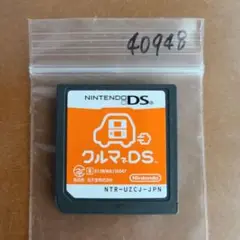 40948
NINTENDO DS
クルマでDS
Nintendo
NTR-UZCJ-JPN